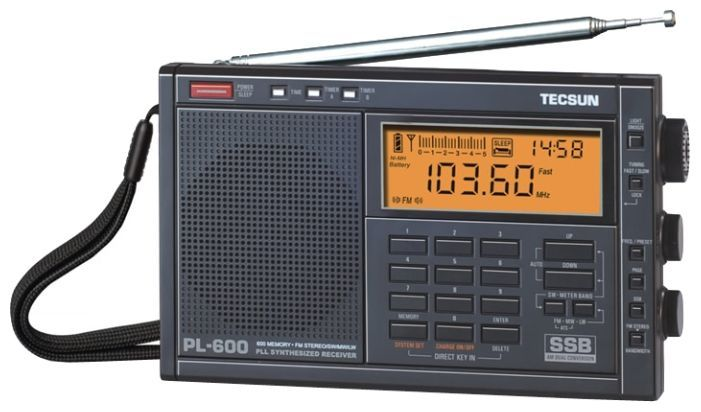 POWER
SLEEP
TIME
TIMER
A
TIMER
B
TECSUN
LIGHT
SNOOZE
0-1-2-3-4-5
SLEEP
14:58
Ni-MH
Battery
103.60
Fast
MHz
FM
TUNING
FAST / SLOW
LOCK
1
2
3
UP
4
5
6
AUTO
DOWN
7
8
9
SW-METER BAND
MEMORY
0
ENTER
FM - MW - LW
ATS
SYSTEM SET
CHARGE ON/OFF
DELETE
DIRECT KEY IN
FREQ. / PRESET
PAGE
SSB
FM STEREO
BANDWIDTH
PL-600
600 MEMORY • FM STEREO/SW/MW/LW
PLL SYNTHESIZED RECEIVER
SSB
AM DUAL CONVERSION